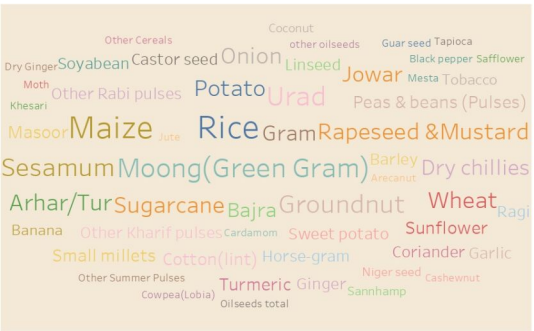 Coconut
Other Cereals
other oilseeds
Guar seed Tapioca
Dry Ginger Soyabean Castor seed Onion Linseed Black pepper Safflower
Moth Other Rabi pulses Potato Urad Jowar Mesta Tobacco
Khesari Peas & beans (Pulses)
Masoor Maize Jute Rice Gram Rapeseed &Mustard
Sesamum Moong(Green Gram) Barley Dry chillies
Arecanut
Arhar/Tur Sugarcane Bajra Groundnut Wheat Ragi
Banana Other Kharif pulses Cardamom Sweet potato Sunflower
Small millets Cotton(lint) Horse-gram Coriander Garlic
Other Summer Pulses Turmeric Ginger Niger seed Cashewnut
Cowpea(Lobia) Sannhamp
Oilseeds total